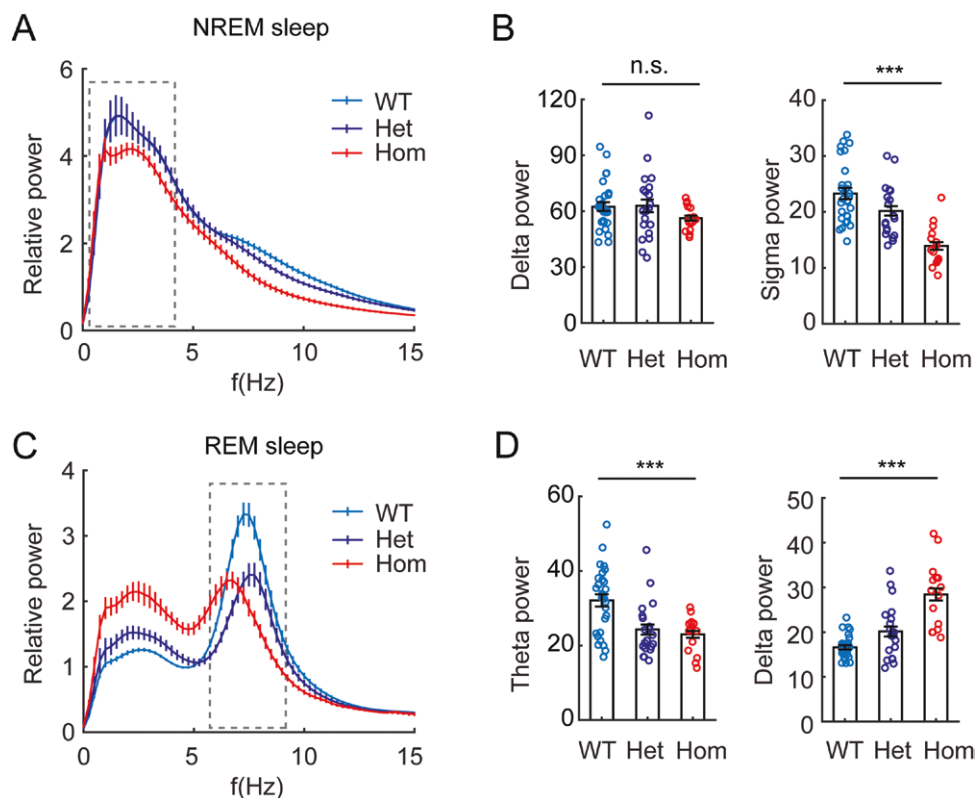 A
NREM sleep
Relative power
6
4
2
0
0 5 10 15
f(Hz)
WT
Het
Hom
B
n.s.
Delta power
120
90
60
30
0
WT Het Hom
***
Sigma power
40
30
20
10
0
WT Het Hom
C
REM sleep
Relative power
4
3
2
1
0
0 5 10 15
f(Hz)
WT
Het
Hom
D
***
Theta power
60
40
20
0
WT Het Hom
***
Delta power
50
40
30
20
10
0
WT Het Hom